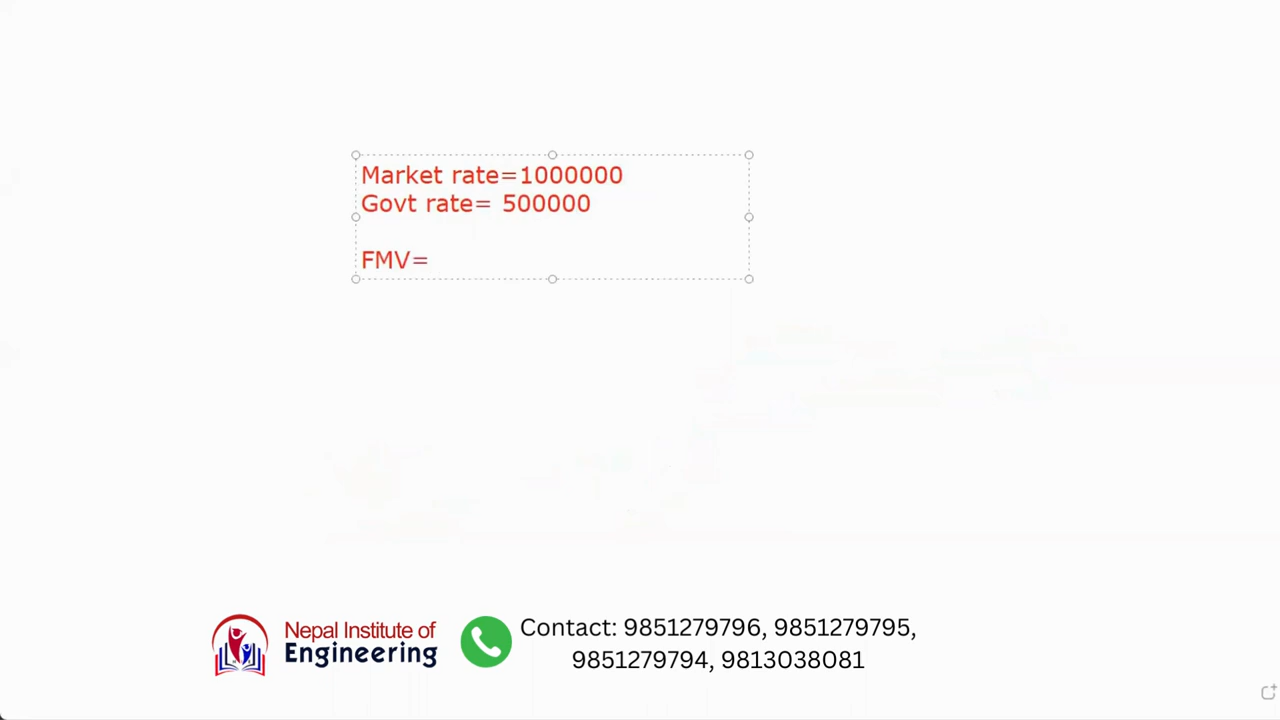 Market rate=1000000
Govt rate= 500000
FMV=
Nepal Institute of
Engineering
Contact: 9851279796, 9851279795,
9851279794, 9813038081